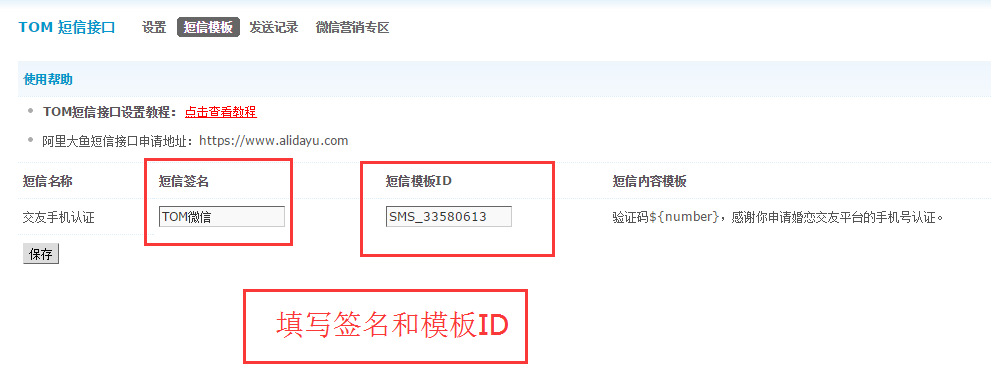 TOM 短信接口 设置 短信模板 发送记录 微信营销专区
使用帮助
TOM短信接口设置教程：点击查看教程
阿里大鱼短信接口申请地址：https://www.alidayu.com
短信名称 短信签名 短信模板ID 短信内容模板
交友手机认证 TOM微信 SMS_33580613 验证码${number}，感谢你申请婚恋交友平台的手机号认证。
保存
填写签名和模板ID